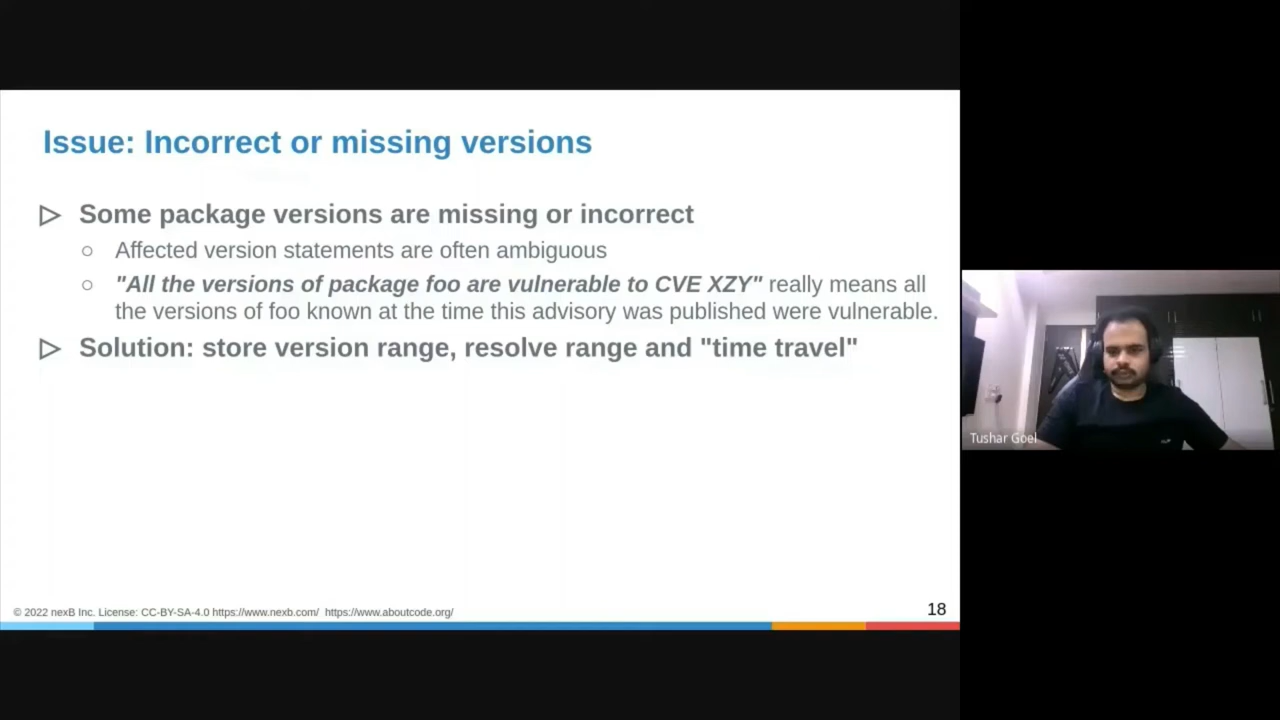 Issue: Incorrect or missing versions
▷ Some package versions are missing or incorrect
○ Affected version statements are often ambiguous
○ "All the versions of package foo are vulnerable to CVE XZY" really means all
the versions of foo known at the time this advisory was published were vulnerable.
▷ Solution: store version range, resolve range and "time travel"
© 2022 nexB Inc. License: CC-BY-SA-4.0 https://www.nexb.com/ https://www.aboutcode.org/
18
Tushar Goel